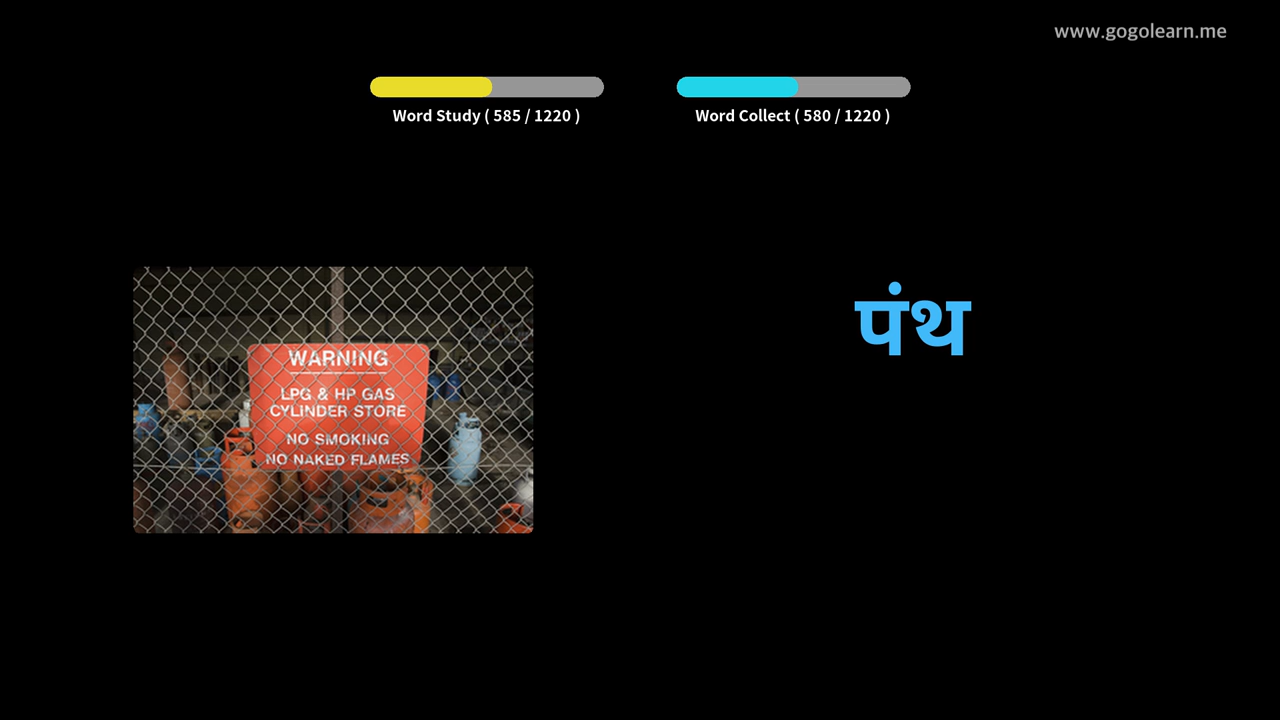 www.gogolearn.me
Word Study ( 585 / 1220 )
Word Collect ( 580 / 1220 )
WARNING
LPG & HP GAS
CYLINDER STORE
NO SMOKING
NO NAKED FLAMES
पंथ